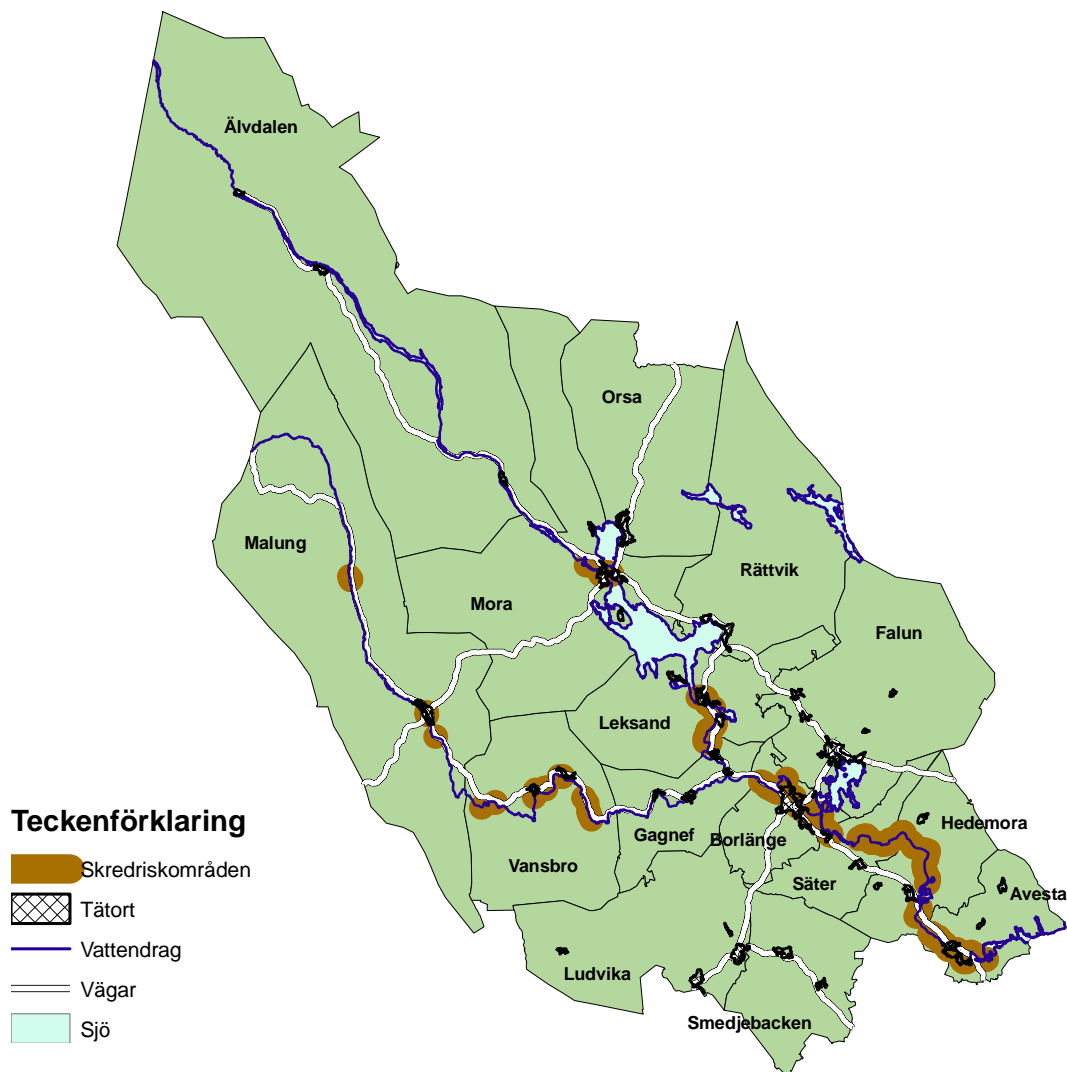 Älvdalen
Orsa
Malung
Rättvik
Mora
Falun
Leksand
Teckenförklaring
Skredriskområden
Tätort
Vattendrag
Vägar
Sjö
Hedemora
Gagnef
Borlänge
Vansbro
Säter
Avesta
Ludvika
Smedjebacken